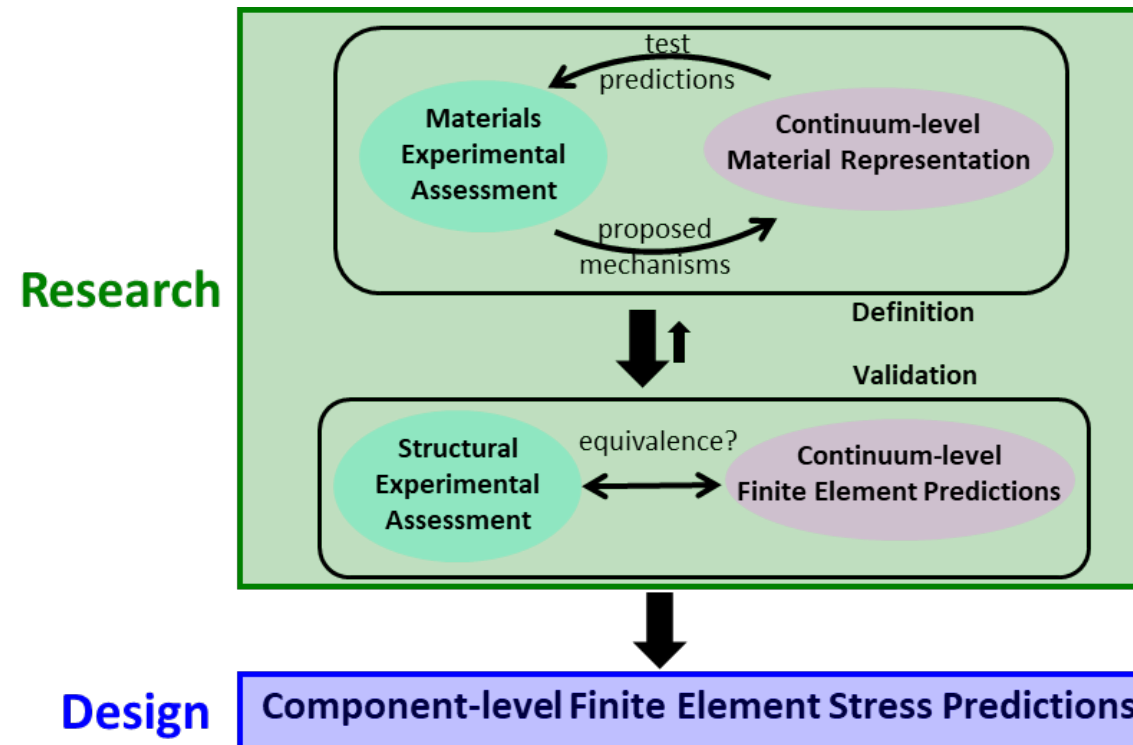 test
predictions
Materials
Experimental
Assessment
Continuum-level
Material Representation
proposed
mechanisms
Research
Definition
Validation
Structural
Experimental
Assessment
equivalence?
Continuum-level
Finite Element Predictions
Design
Component-level Finite Element Stress Predictions